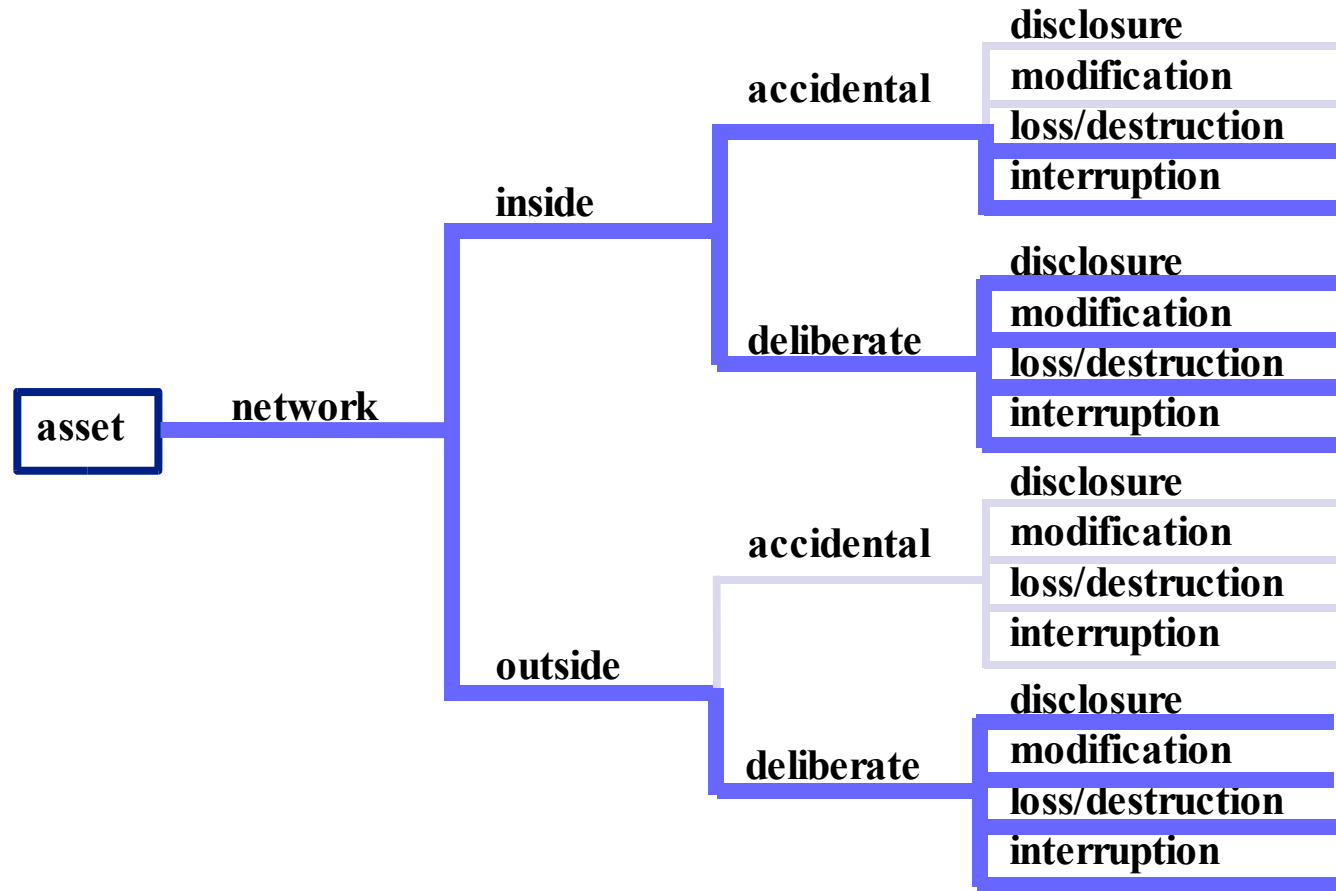 asset
network
inside
accidental
disclosure
modification
loss/destruction
interruption
deliberate
disclosure
modification
loss/destruction
interruption
outside
accidental
disclosure
modification
loss/destruction
interruption
deliberate
disclosure
modification
loss/destruction
interruption